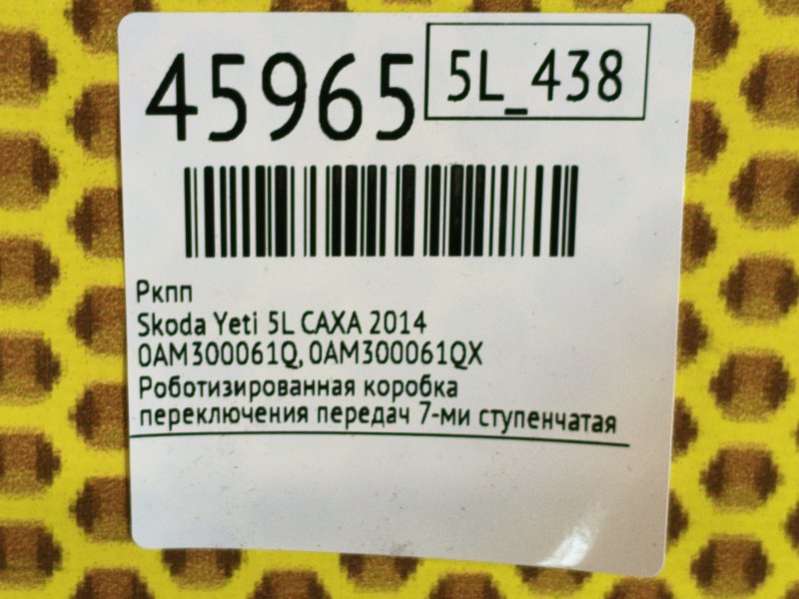 45965
5L_438
Ркпп
Skoda Yeti 5L CAXA 2014
0AM300061Q, 0AM300061QX
Роботизированная коробка
переключения передач 7-ми ступенчатая